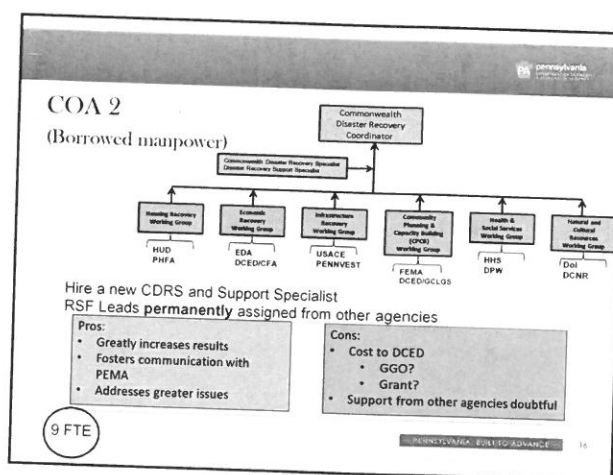 pennsylvania
COA 2
(Borrowed manpower)
Commonwealth
Disaster Recovery
Coordinator
Commonwealth Disaster Recovery Specialist
Disaster Recovery Support Specialist
Housing Recovery
Working Group
HUD
PHFA
Economic
Recovery
Working Group
EDA
DCED/CFA
Infrastructure
Recovery
Working Group
USACE
PENNVEST
Community
Planning &
Capacity Building
(CPCB)
Working Group
FEMA
DCED/GCLGS
Health &
Social Services
Working Group
HHS
DPW
Natural and
Cultural
Resources
Working Group
DoI
DCNR
Hire a new CDRS and Support Specialist
RSF Leads permanently assigned from other agencies
Pros:
• Greatly increases results
• Fosters communication with
PEMA
• Addresses greater issues
Cons:
• Cost to DCED
• GGO?
• Grant?
• Support from other agencies doubtful
9 FTE
PENNSYLVANIA, BUILT TO ADVANCE
16